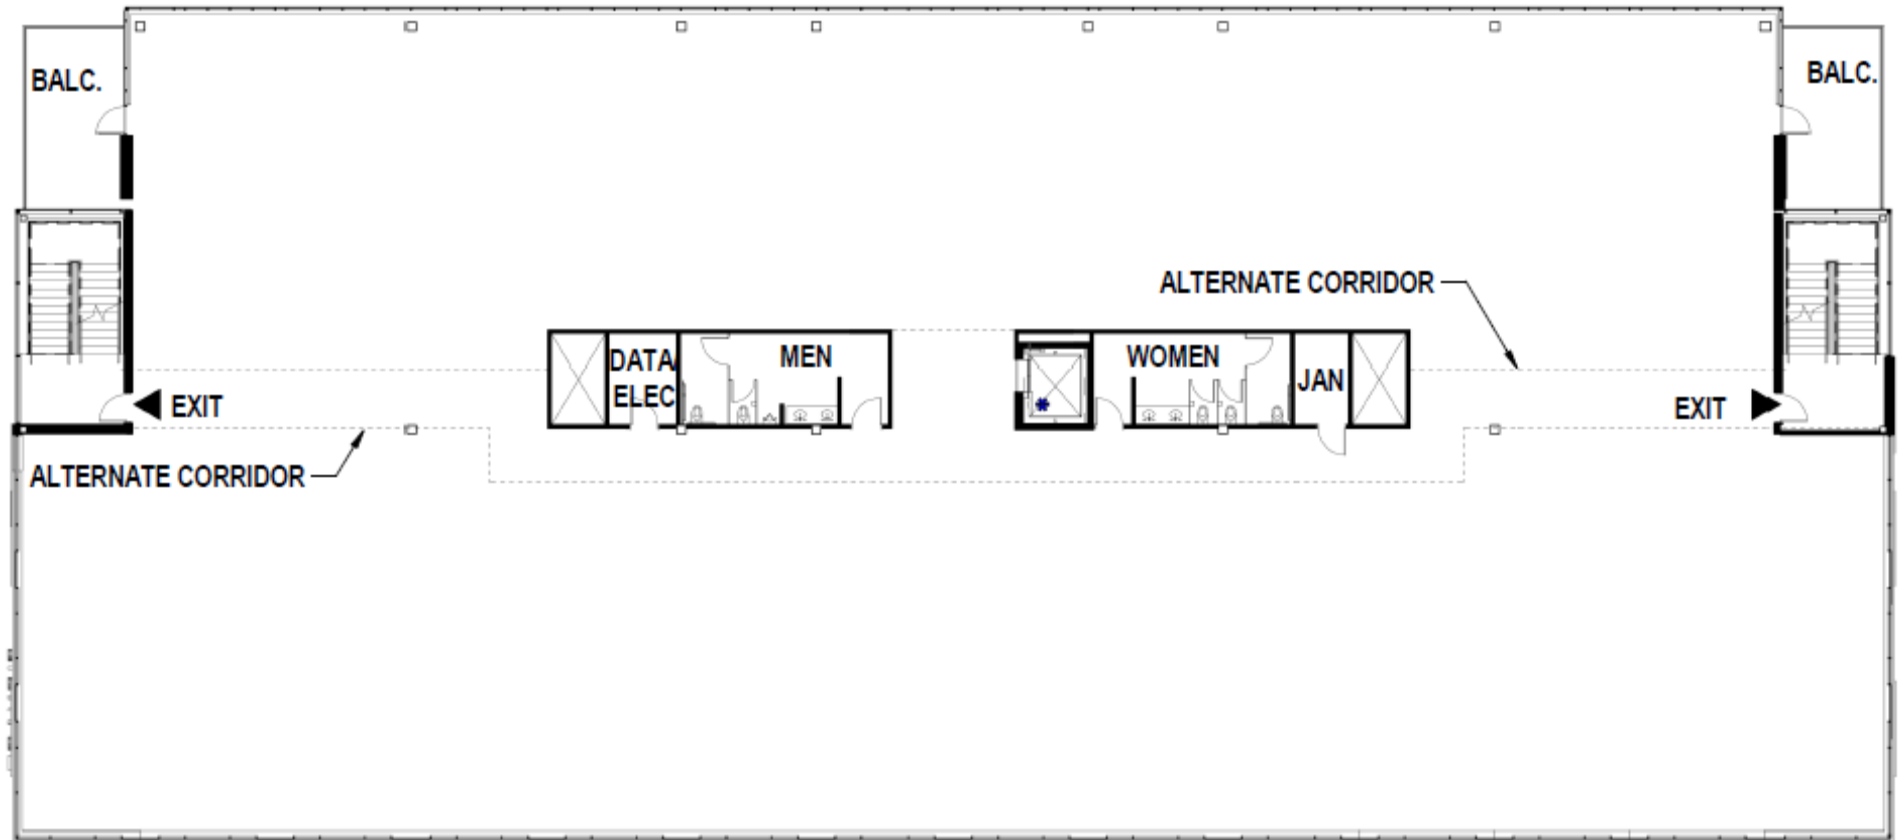 BALC.
BALC.
ALTERNATE CORRIDOR
DATA/
ELEC
MEN
WOMEN
JAN
EXIT
EXIT
ALTERNATE CORRIDOR